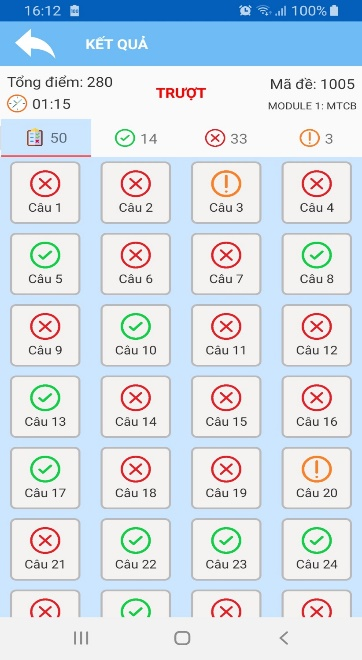 16:12 100%
KẾT QUẢ
Tổng điểm: 280
TRƯỢT
Mã đề: 1005
01:15
MODULE 1: MTCB
50 14 33 3
Câu 1 Câu 2 Câu 3 Câu 4
Câu 5 Câu 6 Câu 7 Câu 8
Câu 9 Câu 10 Câu 11 Câu 12
Câu 13 Câu 14 Câu 15 Câu 16
Câu 17 Câu 18 Câu 19 Câu 20
Câu 21 Câu 22 Câu 23 Câu 24